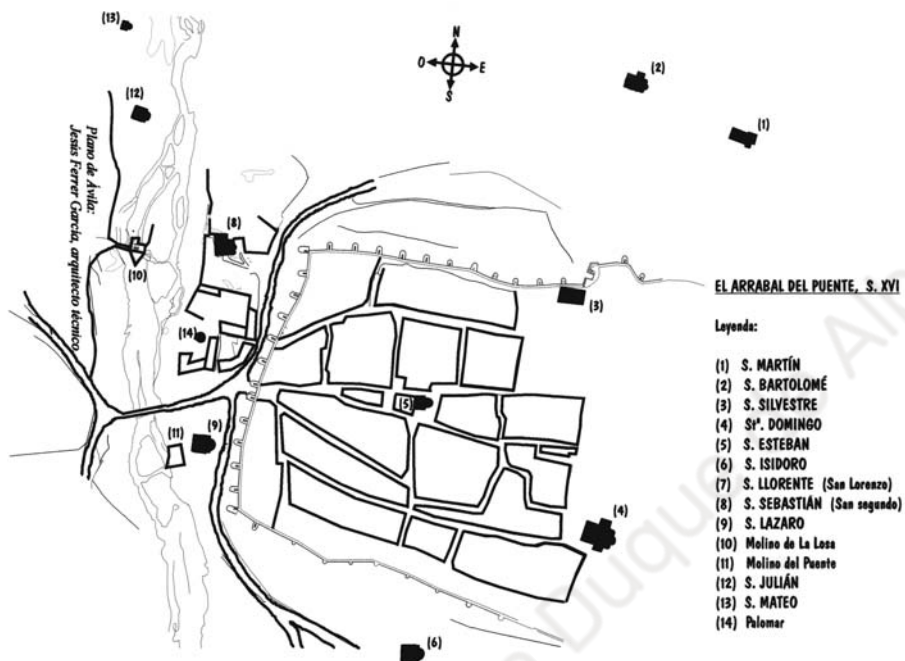 (13)
N
O E
S
(2)
(12)
(1)
Plano de Ávila:
Jesús Ferrer García, arquitecto técnico
(8)
(10)
(3)
(14)
(5)
(9)
(11)
(4)
(6)
EL ARRABAL DEL PUENTE, S. XVI
Leyenda:
(1) S. MARTÍN
(2) S. BARTOLOMÉ
(3) S. SILVESTRE
(4) Stª. DOMINGO
(5) S. ESTEBAN
(6) S. ISIDORO
(7) S. LLORENTE (San Lorenzo)
(8) S. SEBASTIÁN (San segundo)
(9) S. LAZARO
(10) Molino de La Losa
(11) Molino del Puente
(12) S. JULIÁN
(13) S. MATEO
(14) Palomar